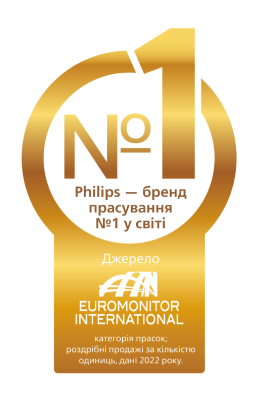 №1
Philips — бренд
прасування
№1 у світі
Джерело
EUROMONITOR
INTERNATIONAL
категорія прасок;
роздрібні продажі за кількістю
одиниць, дані 2022 року.